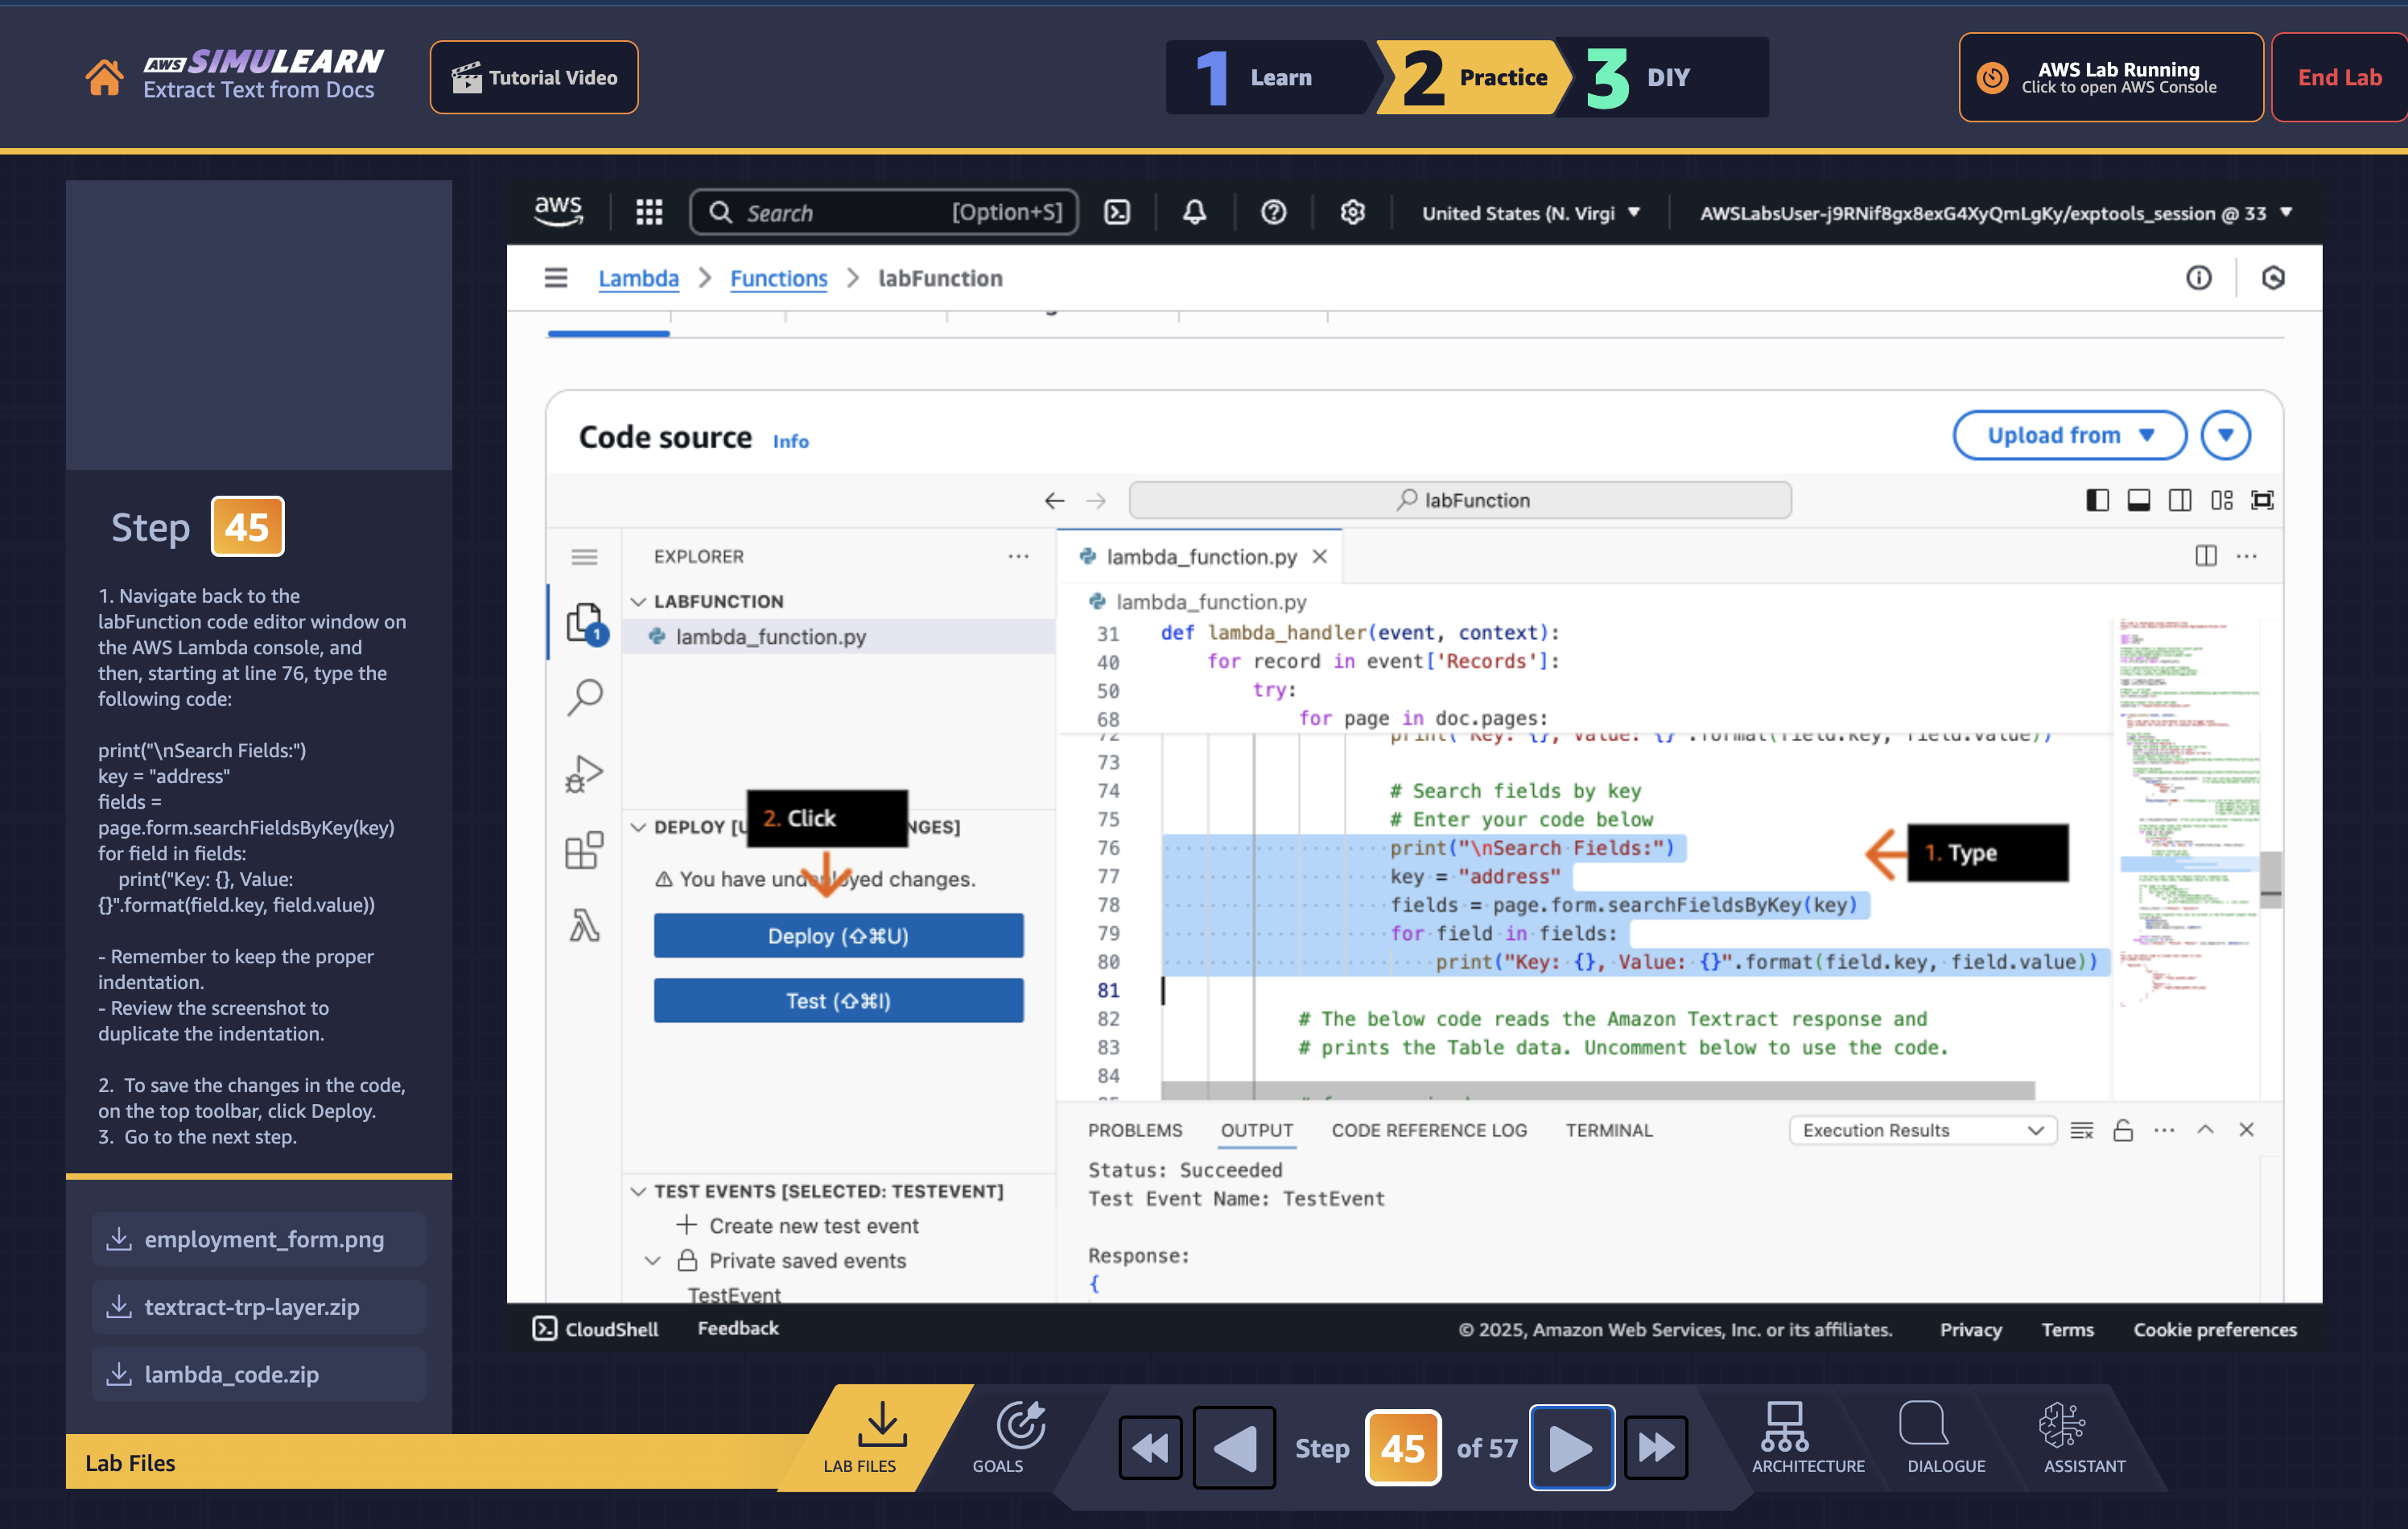 AWS SIMULEARN
Extract Text from Docs
Tutorial Video
1 Learn
2 Practice
3 DIY
AWS Lab Running
Click to open AWS Console
End Lab
Step 45
1. Navigate back to the
labFunction code editor window on
the AWS Lambda console, and
then, starting at line 76, type the
following code:
print("\nSearch Fields:")
key = "address"
fields =
page.form.searchFieldsByKey(key)
for field in fields:
print("Key: {}, Value:
{}".format(field.key, field.value))
- Remember to keep the proper
indentation.
- Review the screenshot to
duplicate the indentation.
2. To save the changes in the code,
on the top toolbar, click Deploy.
3. Go to the next step.
employment_form.png
textract-trp-layer.zip
lambda_code.zip
Lab Files
aws
Search [Option+S]
United States (N. Virgi
AWSLabsUser-j9RNif8gx8exG4XyQmLgKy/exptools_session @ 33
Lambda > Functions > labFunction
Code source Info
Upload from
labFunction
EXPLORER
LABFUNCTION
1
lambda_function.py
DEPLOY [U
NGES]
2. Click
You have undeployed changes.
Deploy (⇧⌘U)
Test (⇧⌘I)
TEST EVENTS [SELECTED: TESTEVENT]
Create new test event
Private saved events
TestEvent
lambda_function.py
lambda_function.py
31 def lambda_handler(event, context):
40 for record in event['Records']:
50 try:
68 for page in doc.pages:
72 print("Key: {}, Value: {}".format(field.key, field.value))
73
74 # Search fields by key
75 # Enter your code below
76 print("\nSearch Fields:")
77 key = "address"
78 fields = page.form.searchFieldsByKey(key)
79 for field in fields:
80 print("Key: {}, Value: {}".format(field.key, field.value))
81
82 # The below code reads the Amazon Textract response and
83 # prints the Table data. Uncomment below to use the code.
84
1. Type
PROBLEMS
OUTPUT
CODE REFERENCE LOG
TERMINAL
Execution Results
Status: Succeeded
Test Event Name: TestEvent
Response:
{
CloudShell
Feedback
© 2025, Amazon Web Services, Inc. or its affiliates.
Privacy
Terms
Cookie preferences
LAB FILES
GOALS
Step 45 of 57
ARCHITECTURE
DIALOGUE
ASSISTANT